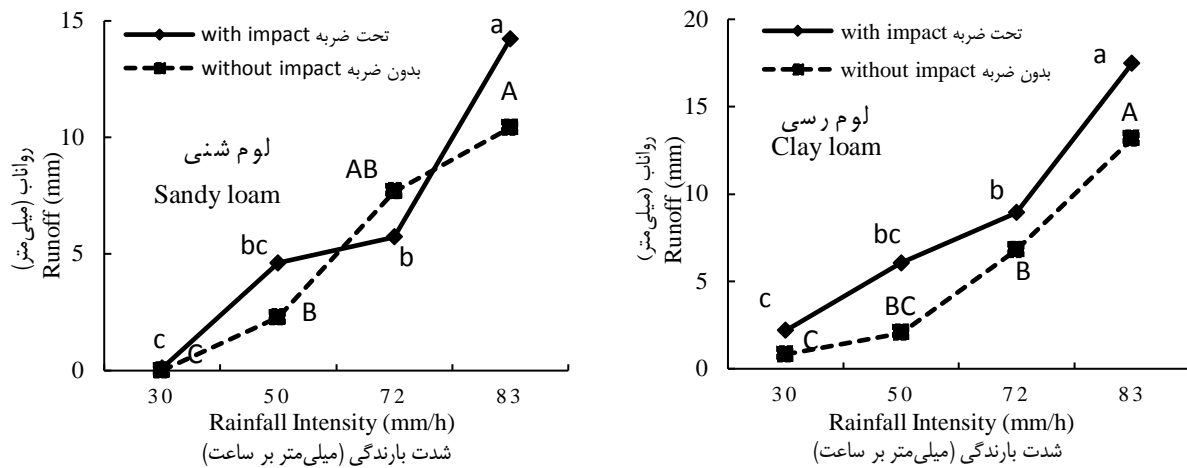 15
10
5
0
رواناب (میلی‌متر)
Runoff (mm)
with impact تحت ضربه
without impact بدون ضربه
لوم شنی
Sandy loam
a
A
AB
b
bc
B
c
C
30 50 72 83
Rainfall Intensity (mm/h)
شدت بارندگی (میلی‌متر بر ساعت)
20
15
10
5
0
رواناب (میلی‌متر)
Runoff (mm)
with impact تحت ضربه
without impact بدون ضربه
لوم رسی
Clay loam
a
A
b
B
bc
BC
c
C
30 50 72 83
Rainfall Intensity (mm/h)
شدت بارندگی (میلی‌متر بر ساعت)